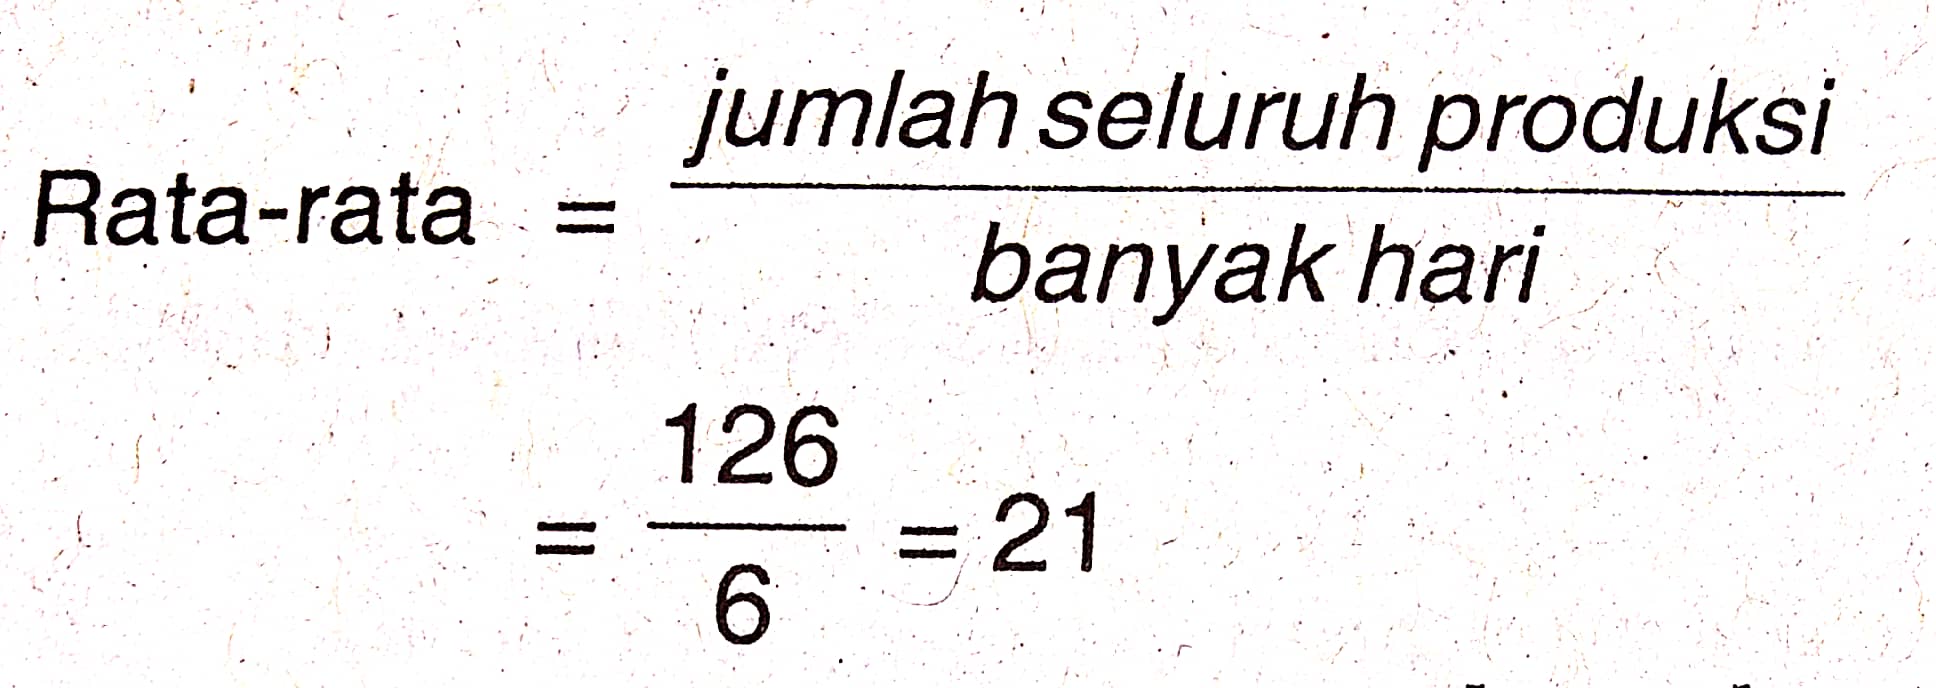 Rata-rata = jumlah seluruh produksi
banyak hari
= 126
6
= 21